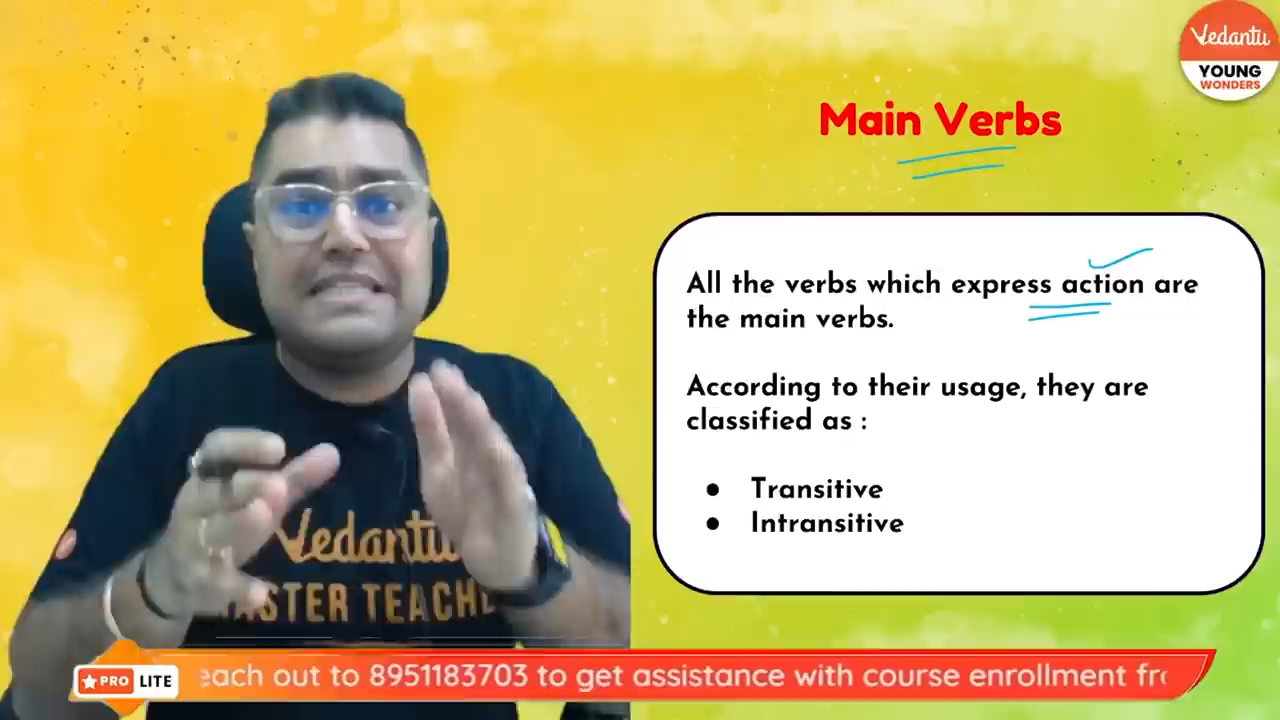 Vedantu
YOUNG
WONDERS
Main Verbs
All the verbs which express action are
the main verbs.
According to their usage, they are
classified as :
● Transitive
● Intransitive
Vedantu
MASTER TEACHE
PRO LITE
each out to 8951183703 to get assistance with course enrollment fr